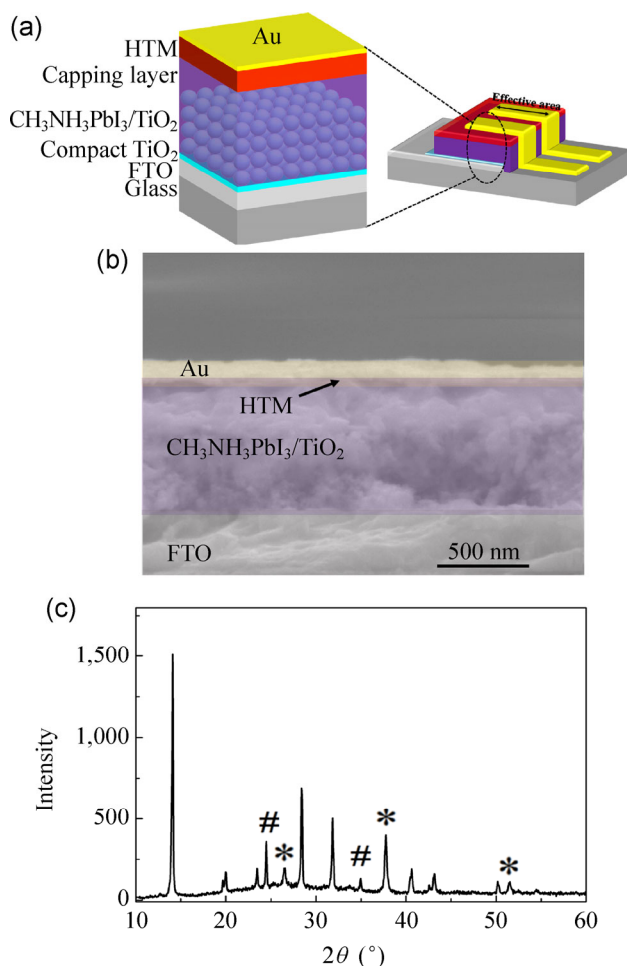 (a)
Au
HTM
Capping layer
CH₃NH₃PbI₃/TiO₂
Compact TiO₂
FTO
Glass
Effective area
(b)
Au
HTM
CH₃NH₃PbI₃/TiO₂
FTO
500 nm
(c)
1,500
1,000
500
0
Intensity
#
*
#
*
*
10 20 30 40 50 60
2θ (°)